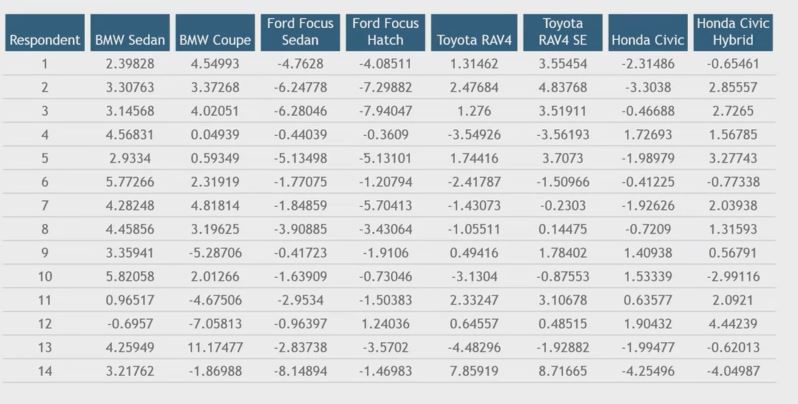 Respondent BMW Sedan BMW Coupe Ford Focus Sedan Ford Focus Hatch Toyota RAV4 Toyota RAV4 SE Honda Civic Honda Civic Hybrid
1 2.39828 4.54993 -4.7628 -4.08511 1.31462 3.55454 -2.31486 -0.65461
2 3.30763 3.37268 -6.24778 -7.29882 2.47684 4.83768 -3.3038 2.85557
3 3.14568 4.02051 -6.28046 -7.94047 1.276 3.51911 -0.46688 2.7265
4 4.56831 0.04939 -0.44039 -0.3609 -3.54926 -3.56193 1.72693 1.56785
5 2.9334 0.59349 -5.13498 -5.13101 1.74416 3.7073 -1.98979 3.27743
6 5.77266 2.31919 -1.77075 -1.20794 -2.41787 -1.50966 -0.41225 -0.77338
7 4.28248 4.81814 -1.84859 -5.70413 -1.43073 -0.2303 -1.92626 2.03938
8 4.45856 3.19625 -3.90885 -3.43064 -1.05511 0.14475 -0.7209 1.31593
9 3.35941 -5.28706 -0.41723 -1.9106 0.49416 1.78402 1.40938 0.56791
10 5.82058 2.01266 -1.63909 -0.73046 -3.1304 -0.87553 1.53339 -2.99116
11 0.96517 -4.67506 -2.9534 -1.50383 2.33247 3.10678 0.63577 2.0921
12 -0.6957 -7.05813 -0.96397 1.24036 0.64557 0.48515 1.90432 4.44239
13 4.25949 11.17477 -2.83738 -3.5702 -4.48296 -1.92882 -1.99477 -0.62013
14 3.21762 -1.86988 -8.14894 -1.46983 7.85919 8.71665 -4.25496 -4.04987